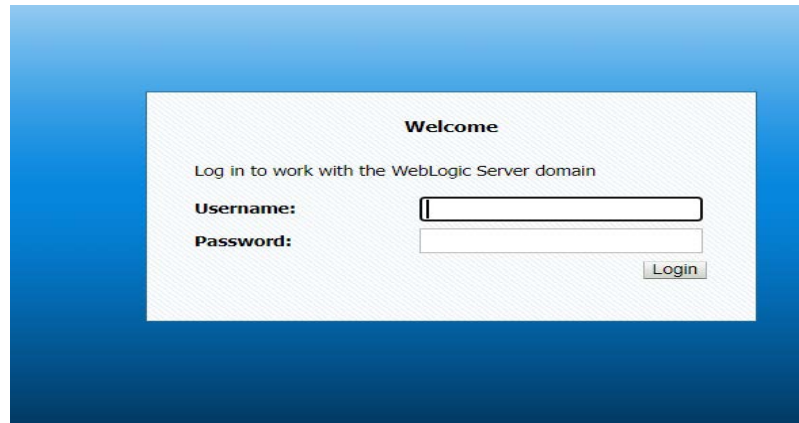 Welcome
Log in to work with the WebLogic Server domain
Username:
Password:
Login